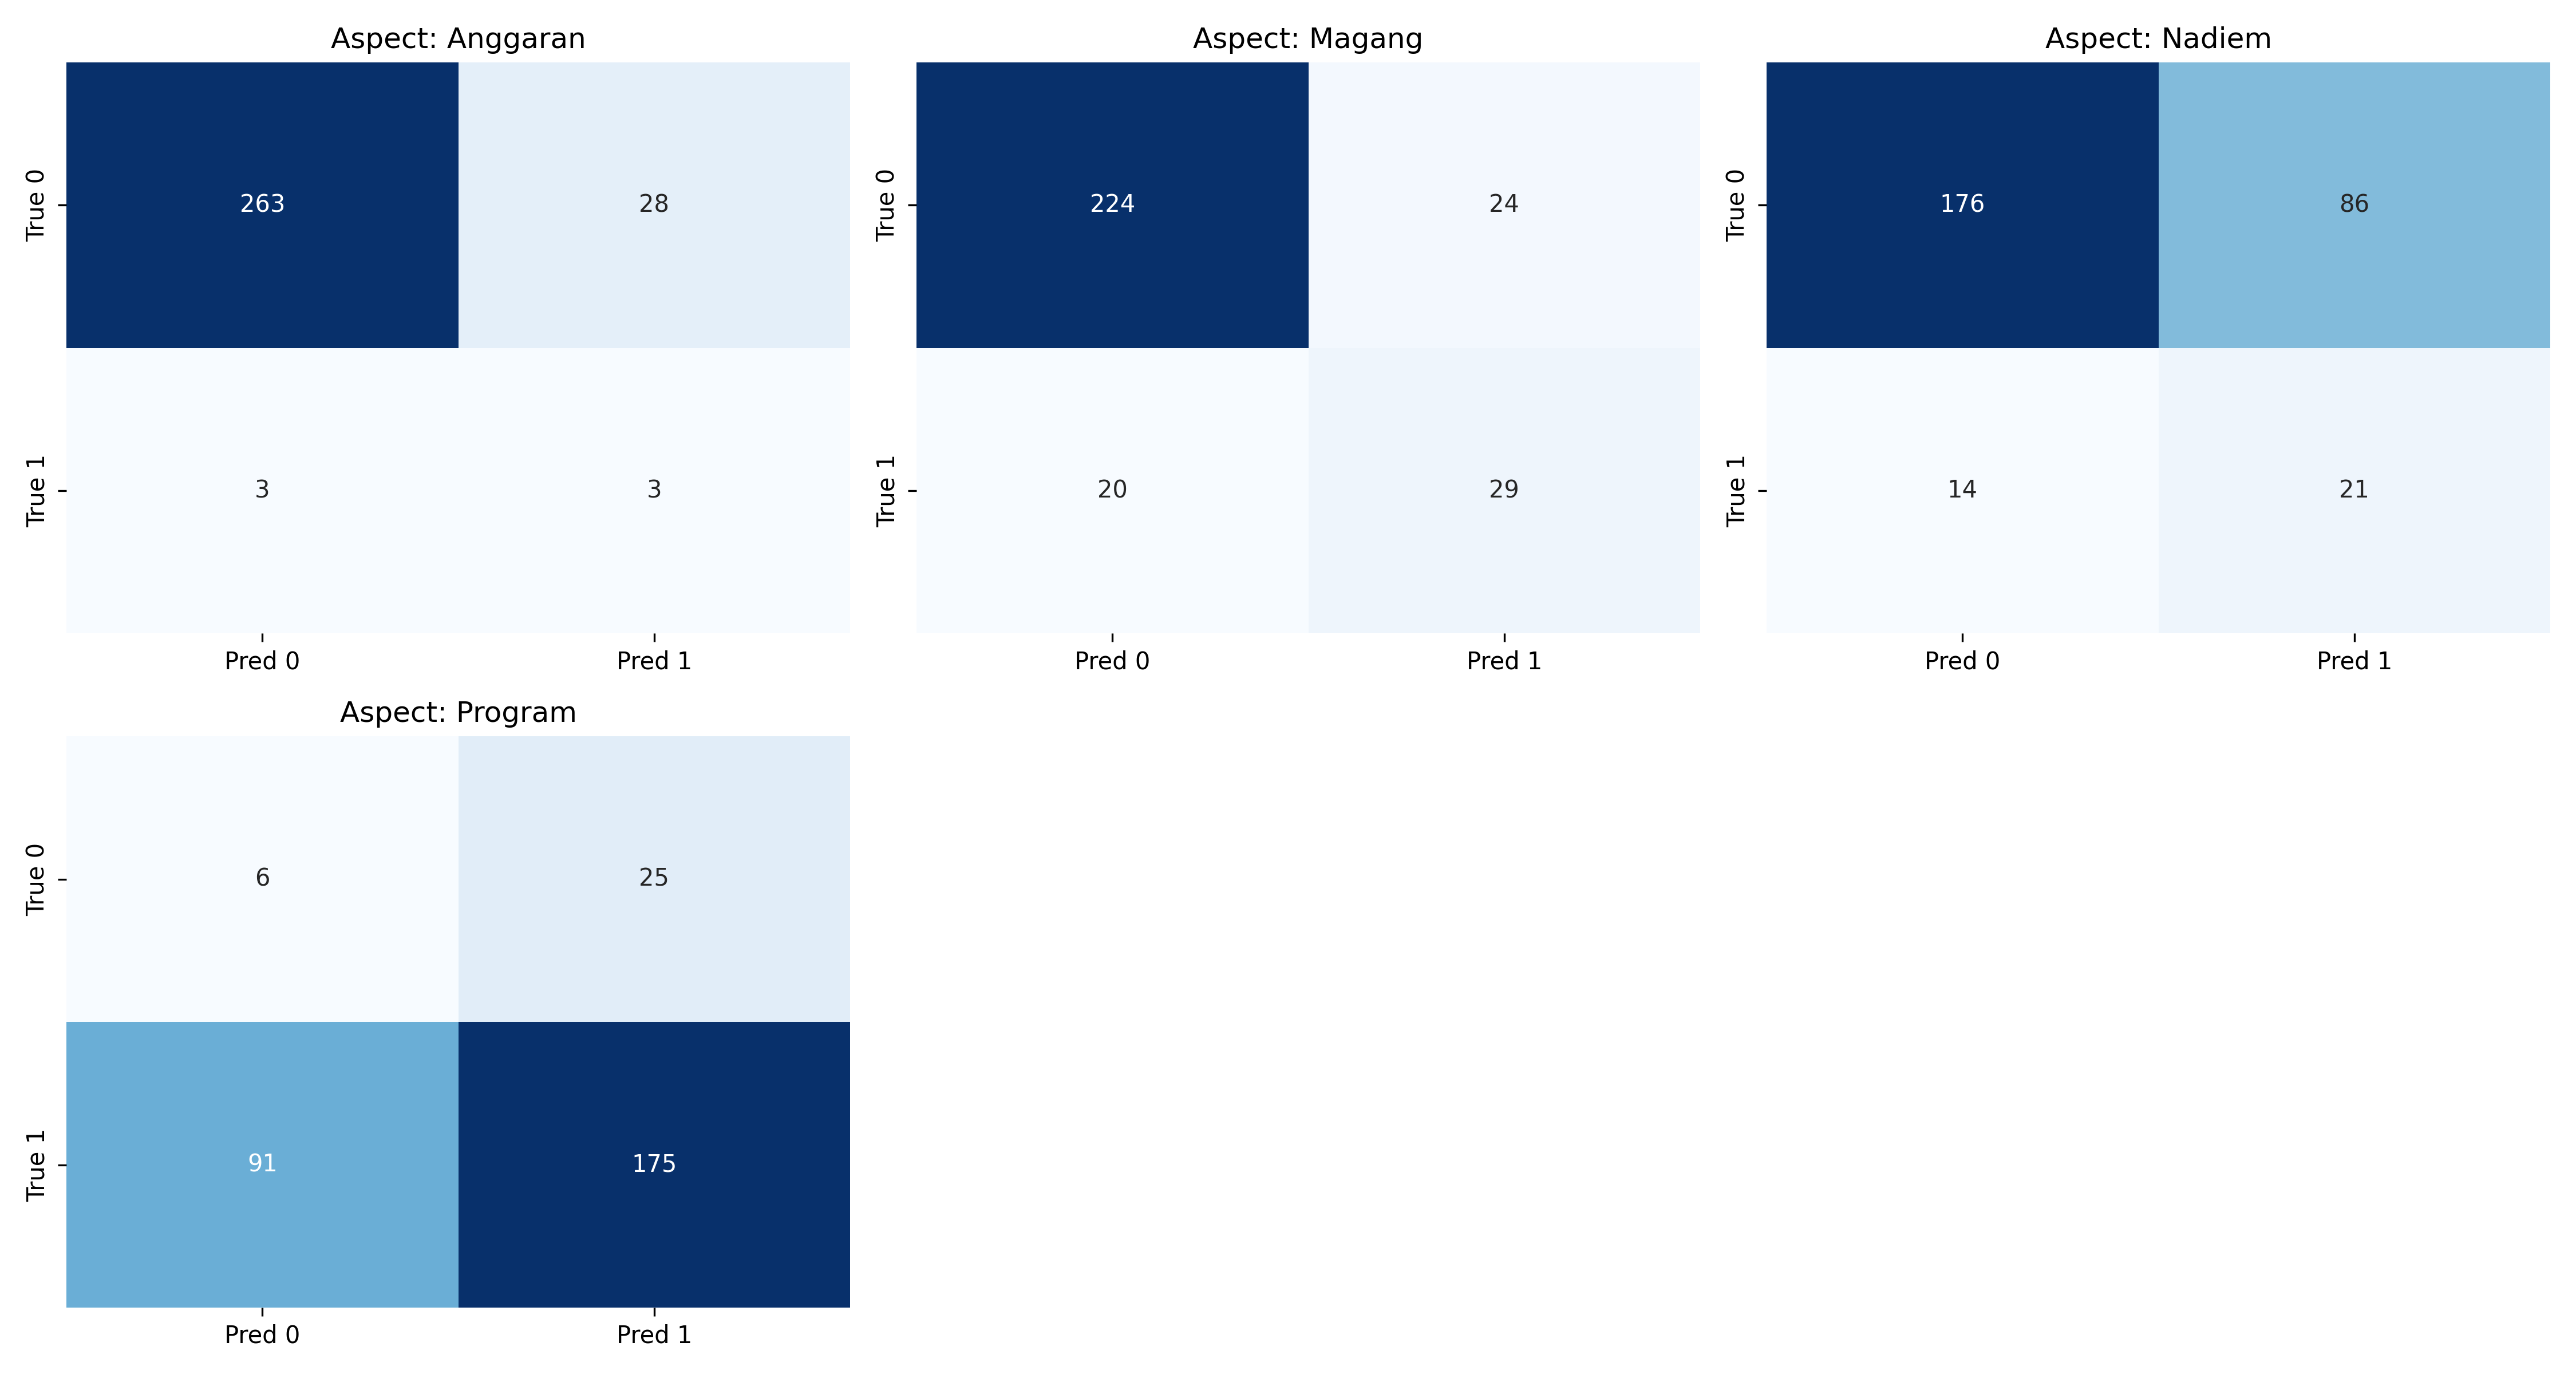 Aspect: Anggaran
True 0
263
28
True 1
3
3
Pred 0
Pred 1
Aspect: Magang
True 0
224
24
True 1
20
29
Pred 0
Pred 1
Aspect: Nadiem
True 0
176
86
True 1
14
21
Pred 0
Pred 1
Aspect: Program
True 0
6
25
True 1
91
175
Pred 0
Pred 1